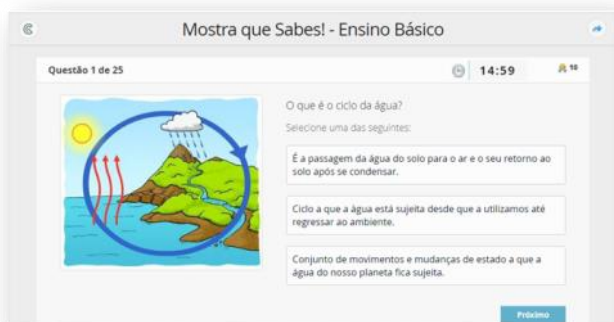 Mostra que Sabes! - Ensino Básico
Questão 1 de 25
14:59
10
O que é o ciclo da água?
Selecione uma das seguintes:
É a passagem da água do solo para o ar e o seu retorno ao
solo após se condensar.
Ciclo a que a água está sujeita desde que a utilizamos até
regressar ao ambiente.
Conjunto de movimentos e mudanças de estado a que a
água do nosso planeta fica sujeita.
Próximo